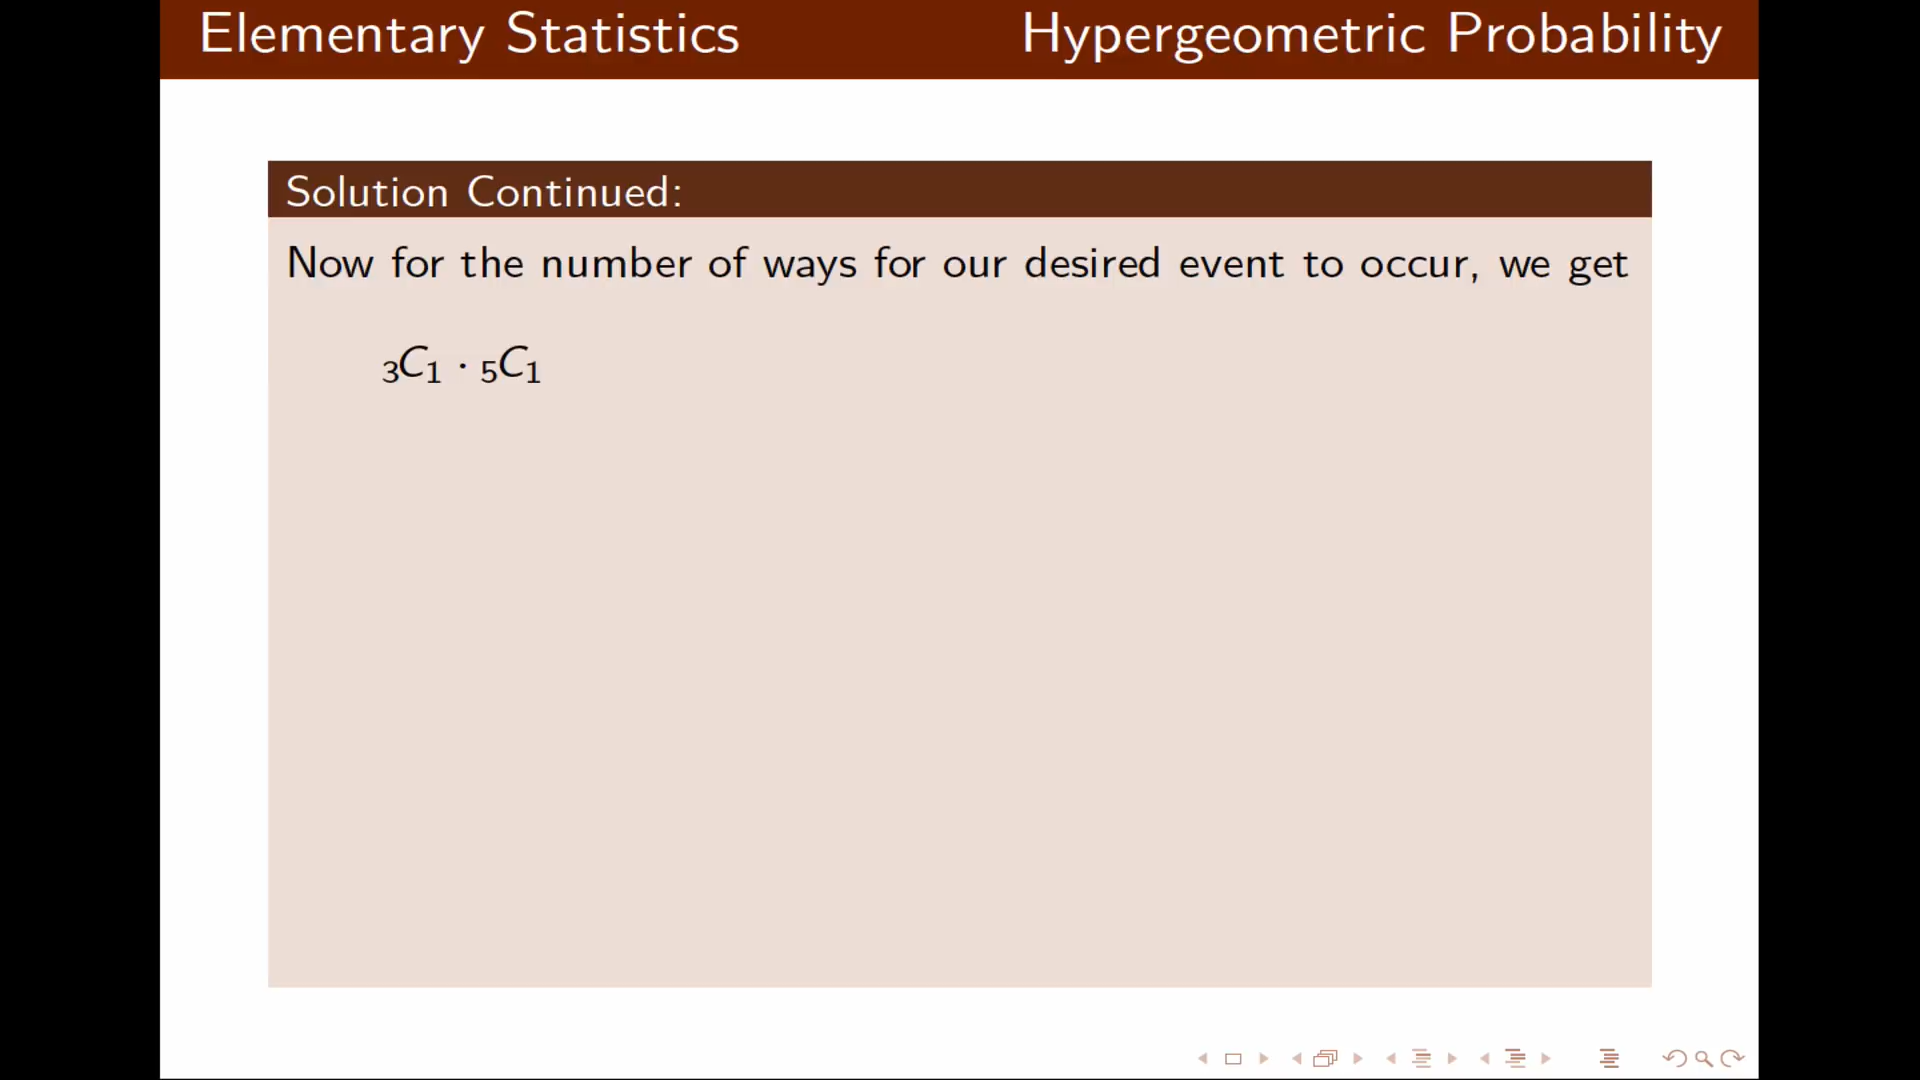 Elementary Statistics Hypergeometric Probability
Solution Continued:
Now for the number of ways for our desired event to occur, we get
₃C₁ · ₅C₁